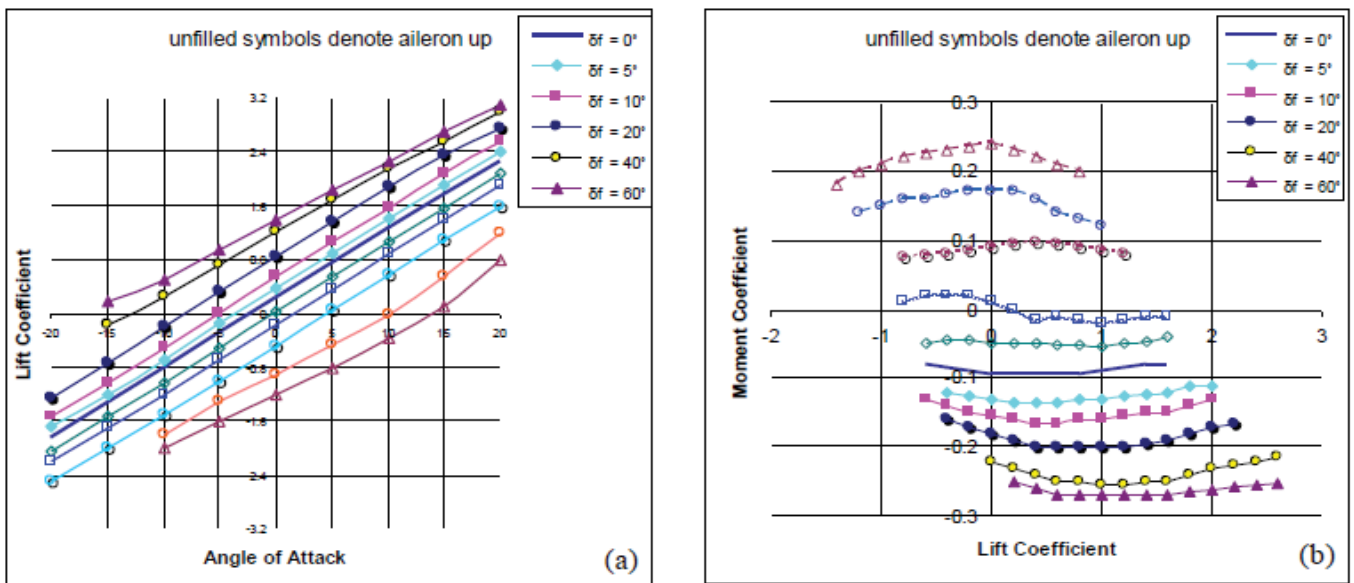 unfilled symbols denote aileron up
δf = 0°
δf = 5°
δf = 10°
δf = 20°
δf = 40°
δf = 60°
3.2
2.4
1.6
0.8
-20 -15 -10 -5 0 5 10 15 20
-0.8
-1.6
-2.4
-3.2
Lift Coefficient
Angle of Attack
(a)
unfilled symbols denote aileron up
δf = 0°
δf = 5°
δf = 10°
δf = 20°
δf = 40°
δf = 60°
0.3
0.2
0.1
0
-2 -1 0 1 2 3
-0.1
-0.2
-0.3
Moment Coefficient
Lift Coefficient
(b)